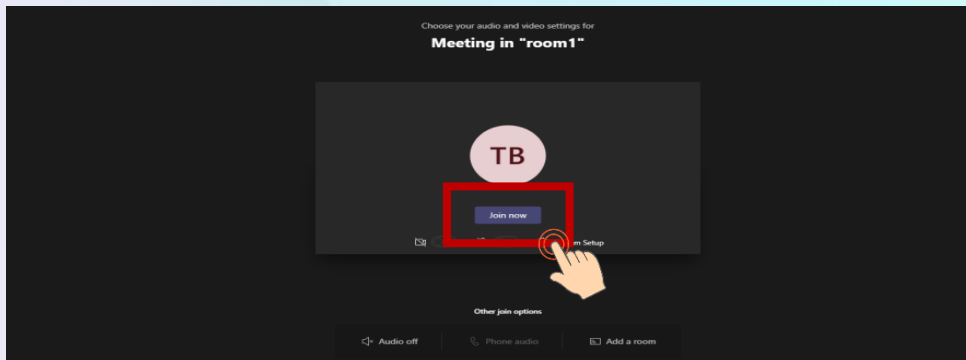 Choose your audio and video settings for
Meeting in "room1"
TB
Join now
Setup
Other join options
Audio off
Phone audio
Add a room